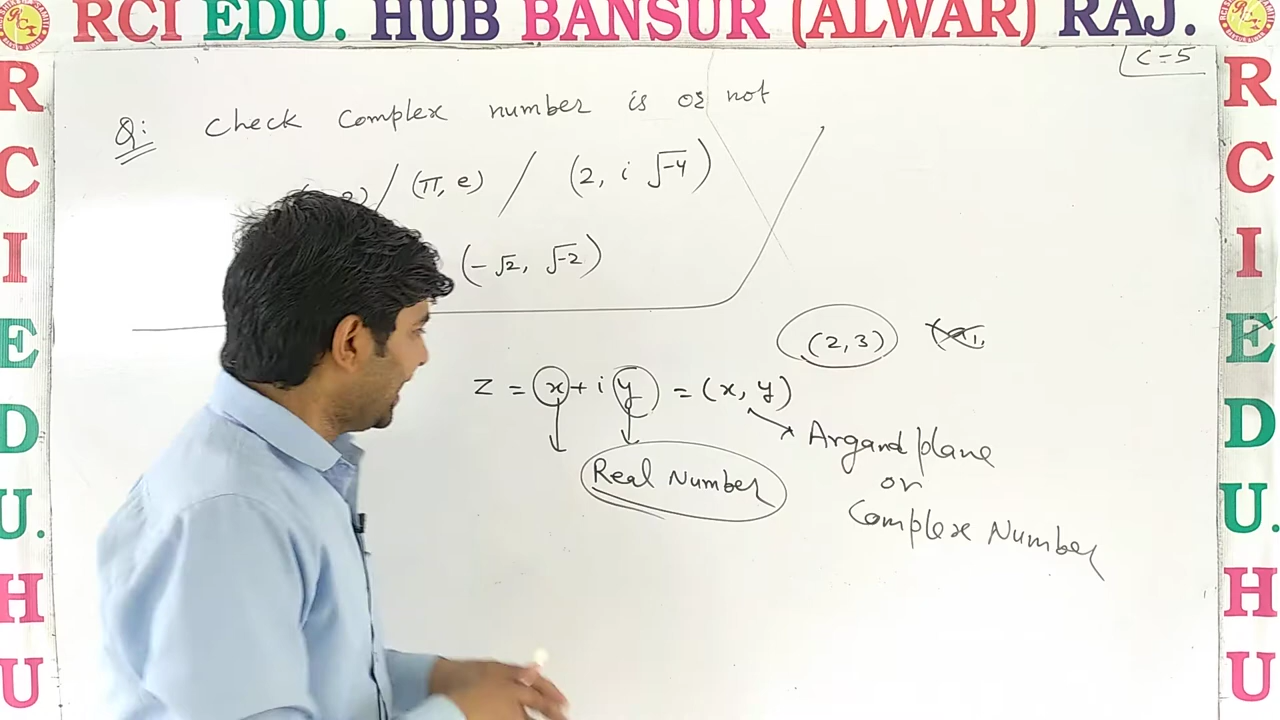 RCI EDU. HUB BANSUR (ALWAR) RAJ.
C=5
Q: Check Complex number is or not
/ (π, e) / (2, i √-4)
(-√2, √-2)
(2,3)
Z = x + i y = (x, y)
Argand plane
Real Number
or
Complex Number
R C I E D U. H U
R C I E D U. H U